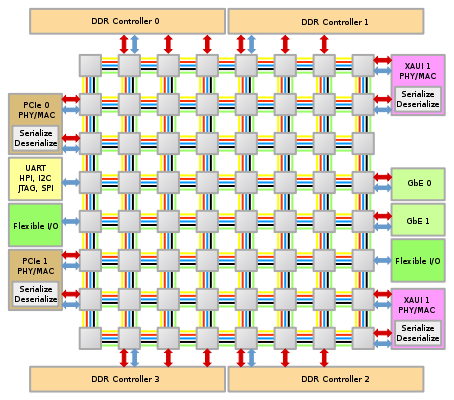 DDR Controller 0
DDR Controller 1
XAUI 1
PHY/MAC
Serialize
Deserialize
PCIe 0
PHY/MAC
Serialize
Deserialize
UART
HPI, I2C
JTAG, SPI
GbE 0
Flexible I/O
GbE 1
Flexible I/O
PCIe 1
PHY/MAC
Serialize
Deserialize
XAUI 1
PHY/MAC
Serialize
Deserialize
DDR Controller 3
DDR Controller 2